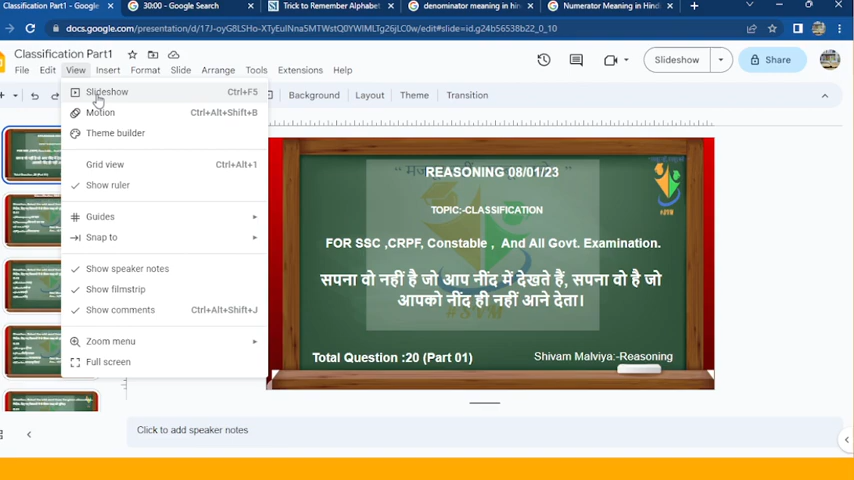 Classification Part1 - Google
30:00 - Google Search
Trick to Remember Alphabet
denominator meaning in hin
Numerator Meaning in Hindi
docs.google.com/presentation/d/17J-oyG8LSHo-XTyEuINna5MTWstQ0YWIMLTg26jLC0w/edit#slide=id.g24b56538b22_0_10
Classification Part1
File Edit View Insert Format Slide Arrange Tools Extensions Help
Slideshow
Share
Background Layout Theme Transition
Slideshow Ctrl+F5
Motion Ctrl+Alt+Shift+B
Theme builder
Grid view Ctrl+Alt+1
Show ruler
Guides
Snap to
Show speaker notes
Show filmstrip
Show comments Ctrl+Alt+Shift+J
Zoom menu
Full screen
REASONING 08/01/23
TOPIC:-CLASSIFICATION
FOR SSC ,CRPF, Constable , And All Govt. Examination.
सपना वो नहीं है जो आप नींद में देखते हैं, सपना वो है जो
आपको नींद ही नहीं आने देता।
#SVM
Total Question :20 (Part 01)
Shivam Malviya:-Reasoning
Click to add speaker notes